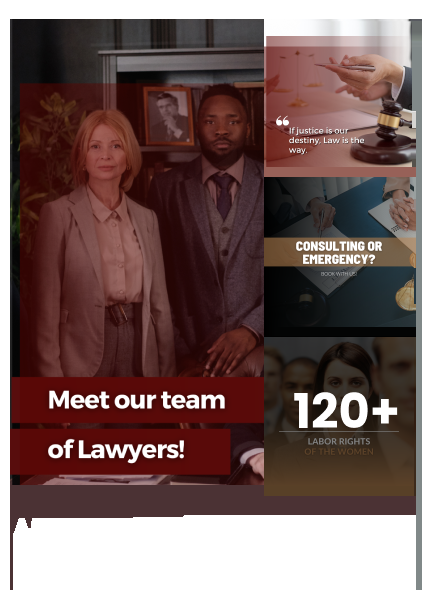 Meet our team
of Lawyers!
“
If justice is our
destiny, Law is the
way.
CONSULTING OR
EMERGENCY?
BOOK WITH US!
120+
LABOR RIGHTS
OF THE WOMEN